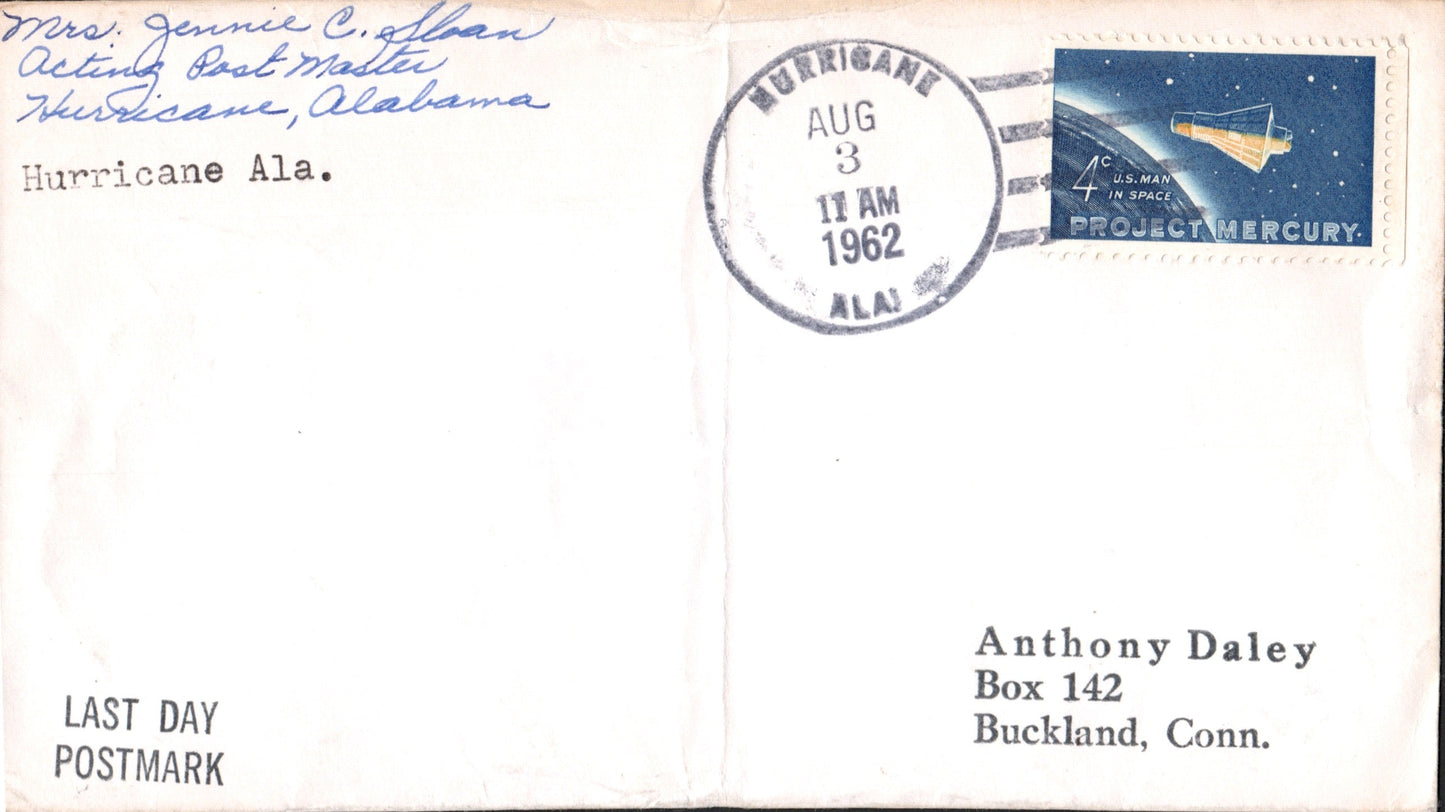 Mrs. Jennie C. Sloan
Acting Post Master
Hurricane, Alabama
Hurricane Ala.
HURRICANE
AUG
3
11 AM
1962
ALA.
4c
U.S. MAN
IN SPACE
PROJECT MERCURY
LAST DAY
POSTMARK
Anthony Daley
Box 142
Buckland, Conn.